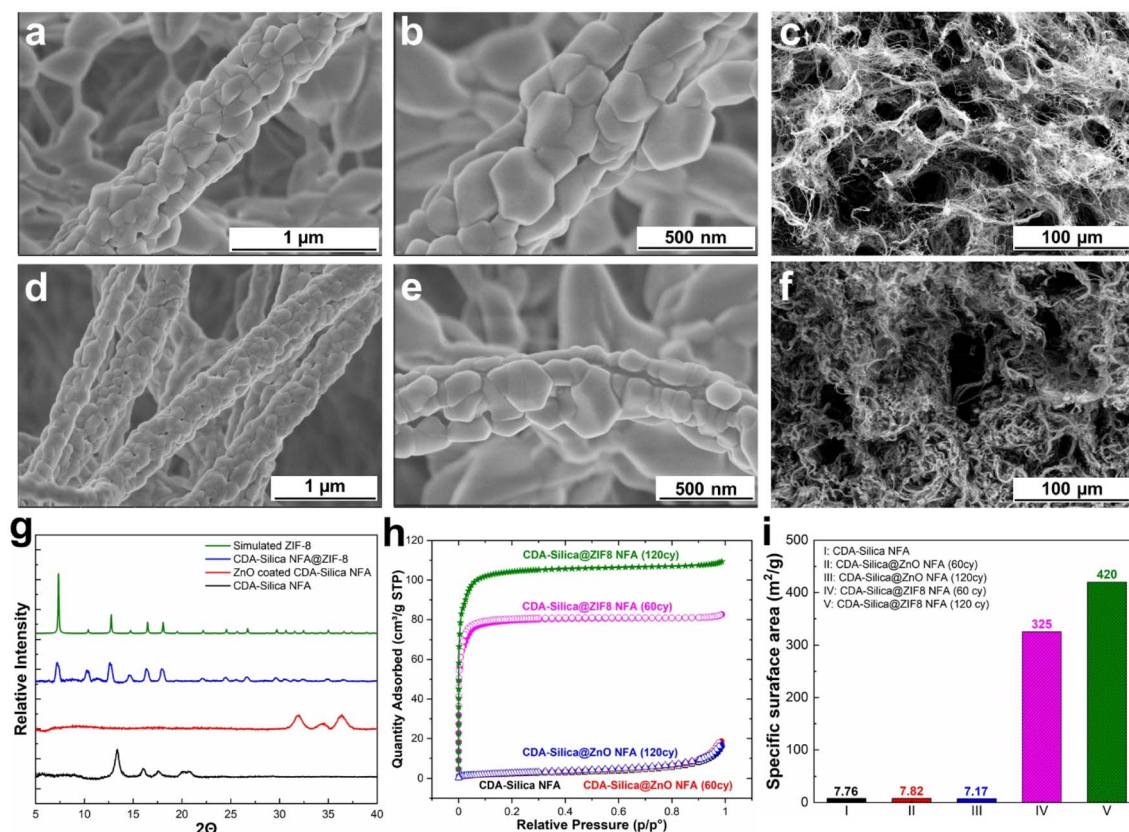 a
1 µm
b
500 nm
c
100 µm
d
1 µm
e
500 nm
f
100 µm
g
Simulated ZIF-8
CDA-Silica NFA@ZIF-8
ZnO coated CDA-Silica NFA
CDA-Silica NFA
Relative Intensity
5 10 15 20 25 30 35 40
2Θ
h
120
100
80
60
40
20
0
Quantity Adsorbed (cm³/g STP)
CDA-Silica@ZIF8 NFA (120cy)
CDA-Silica@ZIF8 NFA (60cy)
CDA-Silica@ZnO NFA (120cy)
CDA-Silica NFA CDA-Silica@ZnO NFA (60cy)
0 0.2 0.4 0.6 0.8 1
Relative Pressure (p/p°)
i
500
400
300
200
100
0
Specific suraface area (m²/g)
I: CDA-Silica NFA
II: CDA-Silica@ZnO NFA (60cy)
III: CDA-Silica@ZnO NFA (120cy)
IV: CDA-Silica@ZIF8 NFA (60 cy)
V: CDA-Silica@ZIF8 NFA (120 cy)
7.76 7.82 7.17 325 420
I II III IV V